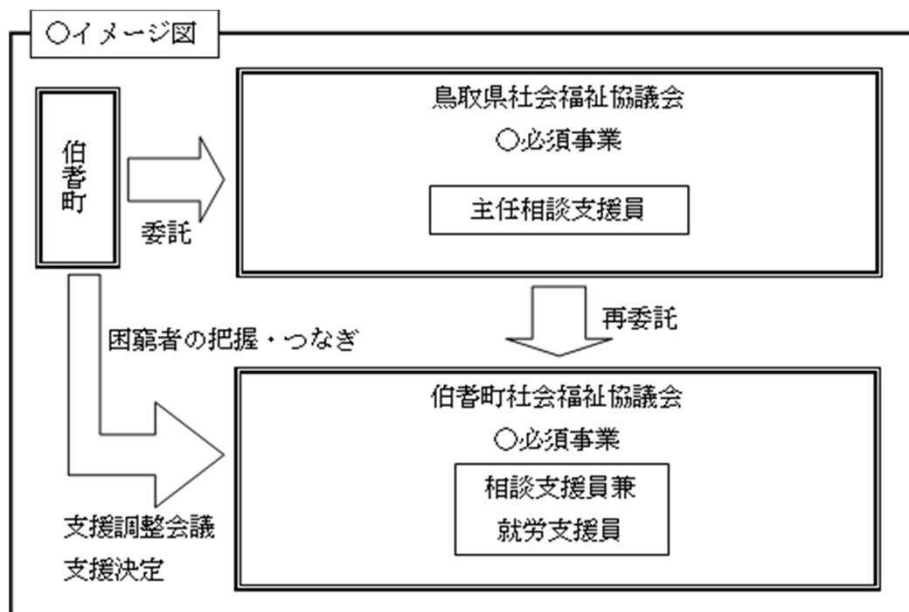 ○イメージ図
伯耆町
委託
鳥取県社会福祉協議会
○必須事業
主任相談支援員
再委託
困窮者の把握・つなぎ
伯耆町社会福祉協議会
○必須事業
相談支援員兼
就労支援員
支援調整会議
支援決定